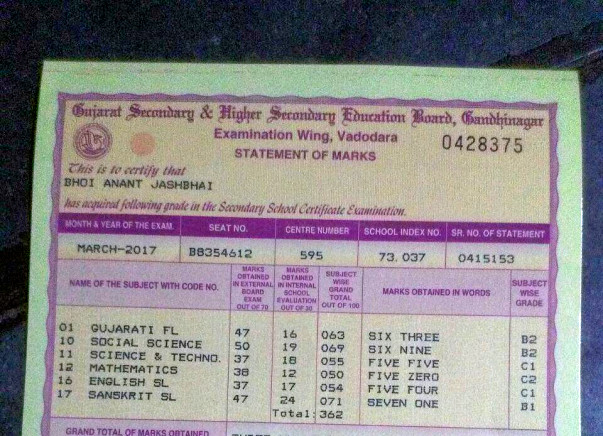 Gujarat Secondary & Higher Secondary Education Board, Gandhinagar
Examination Wing, Vadodara
0428375
STATEMENT OF MARKS
This is to certify that
BHOI ANANT JASHBHAI
has acquired following grade in the Secondary School Certificate Examination.
MONTH & YEAR OF THE EXAM. SEAT NO. CENTRE NUMBER SCHOOL INDEX NO. SR. NO. OF STATEMENT
MARCH-2017 B8354612 595 73.037 0415153
NAME OF THE SUBJECT WITH CODE NO. MARKS OBTAINED IN EXTERNAL BOARD EXAM OUT OF 70 MARKS OBTAINED IN INTERNAL SCHOOL EVALUATION OUT OF 30 SUBJECT WISE GRAND TOTAL OUT OF 100 MARKS OBTAINED IN WORDS SUBJECT WISE GRADE
01 GUJARATI FL 47 16 063 SIX THREE B2
10 SOCIAL SCIENCE 50 19 069 SIX NINE B2
11 SCIENCE & TECHNO. 37 18 055 FIVE FIVE C1
12 MATHEMATICS 38 12 050 FIVE ZERO C2
16 ENGLISH SL 37 17 054 FIVE FOUR C1
17 SANSKRIT SL 47 24 071 SEVEN ONE B1
Total:362
GRAND TOTAL OF MARKS OBTAINED